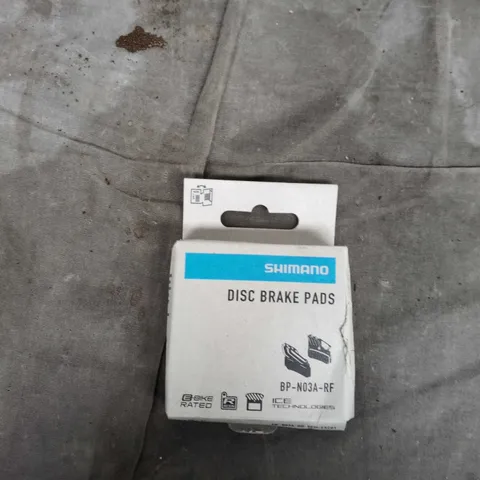 SHIMANO
DISC BRAKE PADS
BP-N03A-RF
E-BIKE
RATED
R
ICE
TECHNOLOGIES